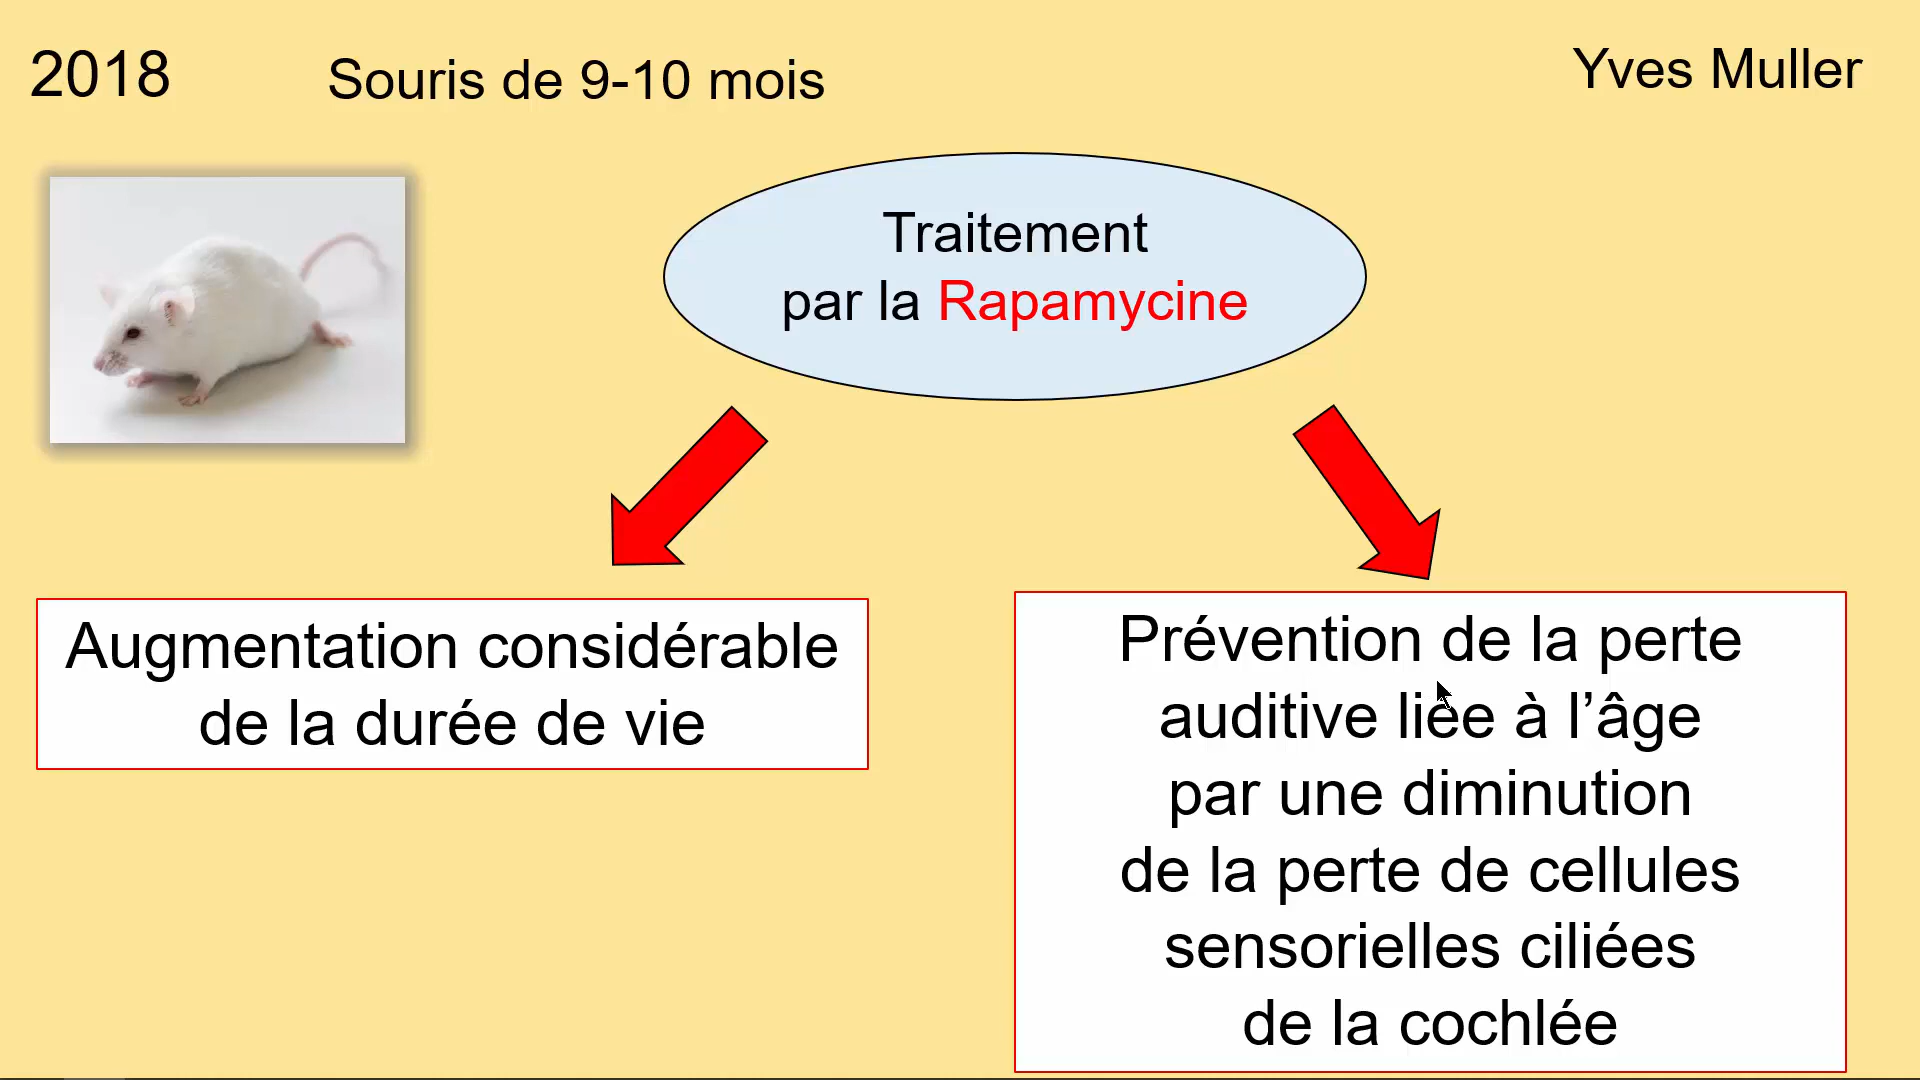 2018
Souris de 9-10 mois
Yves Muller
Traitement
par la Rapamycine
Augmentation considérable
de la durée de vie
Prévention de la perte
auditive liée à l’âge
par une diminution
de la perte de cellules
sensorielles ciliées
de la cochlée